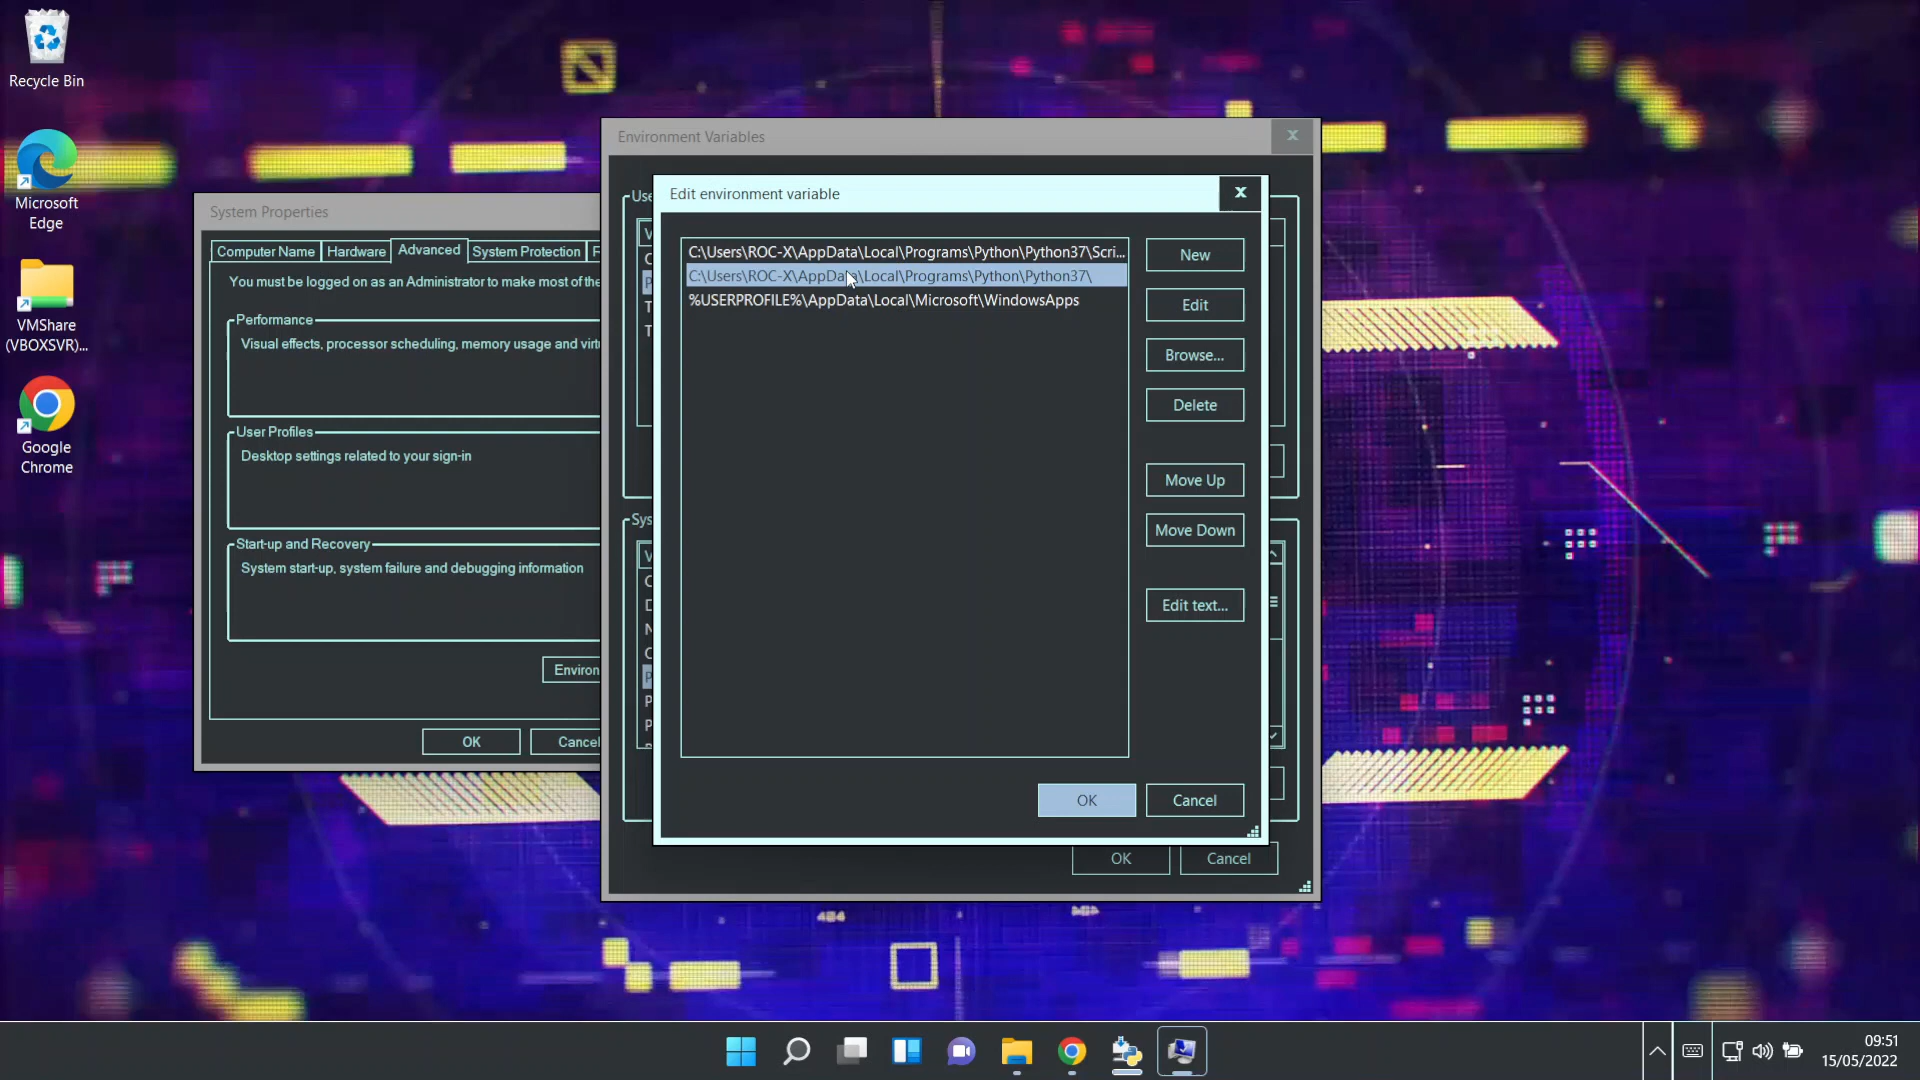 Recycle Bin
Microsoft
Edge
VMShare
(VBOXSVR)...
Google
Chrome
System Properties
Computer Name
Hardware
Advanced
System Protection
You must be logged on as an Administrator to make most of the
Performance
Visual effects, processor scheduling, memory usage and virtu
User Profiles
Desktop settings related to your sign-in
Start-up and Recovery
System start-up, system failure and debugging information
Environ
OK
Cancel
Environment Variables
x
Use
Sys
Edit environment variable
x
C:\Users\ROC-X\AppData\Local\Programs\Python\Python37\Scri...
C:\Users\ROC-X\AppData\Local\Programs\Python\Python37\
%USERPROFILE%\AppData\Local\Microsoft\WindowsApps
New
Edit
Browse...
Delete
Move Up
Move Down
Edit text...
OK
Cancel
OK
Cancel
09:51
15/05/2022